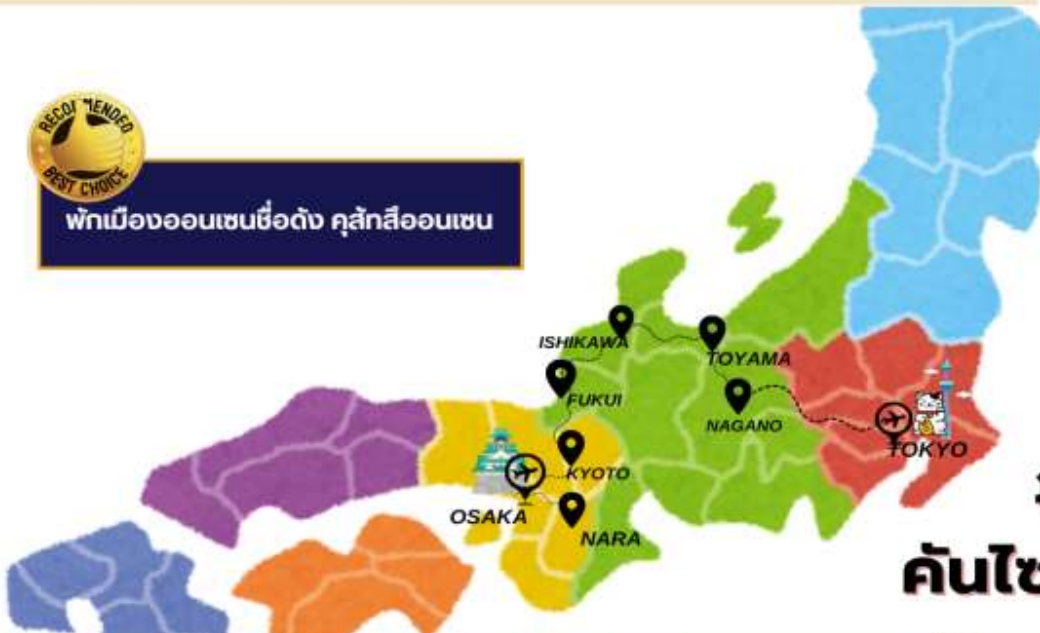 RECOMMENDED
BEST CHOICE
พักเมืองออนเซนชื่อดัง คุสัทสึออนเซน
ISHIKAWA
TOYAMA
FUKUI
NAGANO
TOKYO
KYOTO
OSAKA
NARA
คันไซ